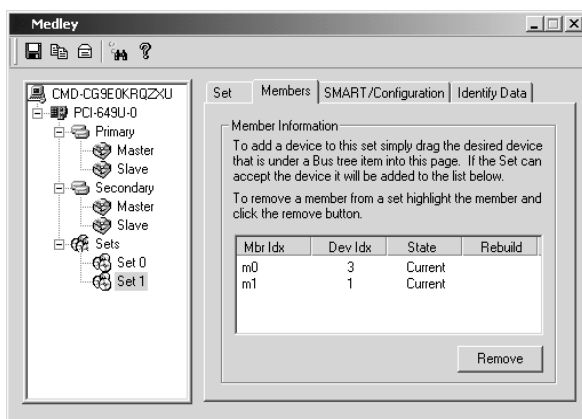 Medley
CMD-CG9E0KRQZXU
PCI-649U-0
Primary
Master
Slave
Secondary
Master
Slave
Sets
Set 0
Set 1
Set Members SMART/Configuration Identify Data
Member Information
To add a device to this set simply drag the desired device
that is under a Bus tree item into this page. If the Set can
accept the device it will be added to the list below.
To remove a member from a set highlight the member and
click the remove button.
Mbr Idx Dev Idx State Rebuild
m0 3 Current
m1 1 Current
Remove